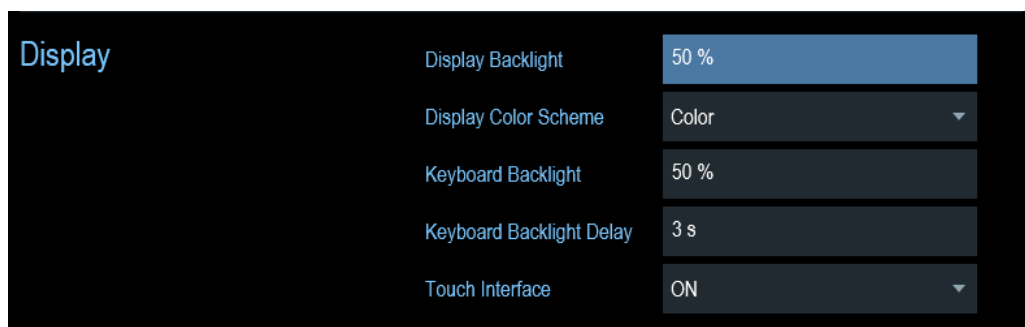 Display
Display Backlight 50 %
Display Color Scheme Color
Keyboard Backlight 50 %
Keyboard Backlight Delay 3 s
Touch Interface ON